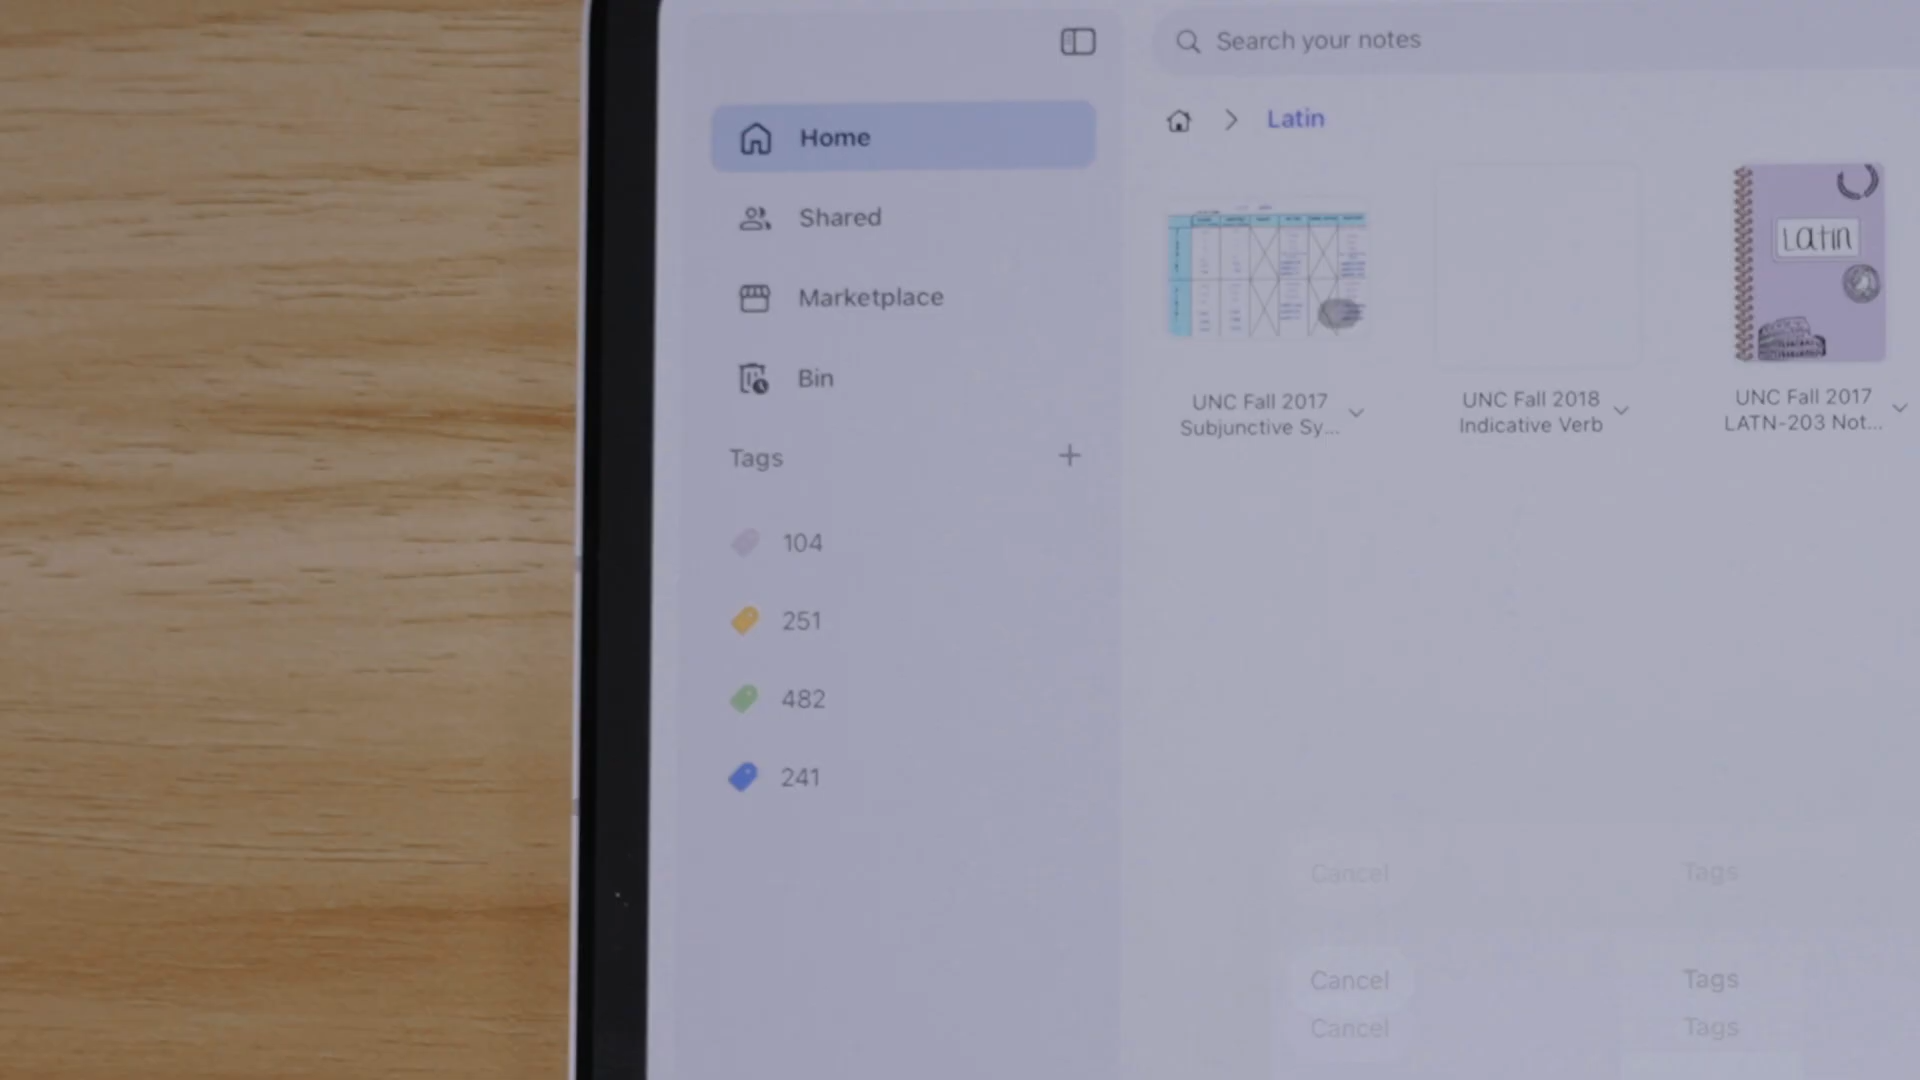 Search your notes
Home
Latin
Shared
Marketplace
Bin
Latin
UNC Fall 2017
Subjunctive Sy...
UNC Fall 2018
Indicative Verb
UNC Fall 2017
LATN-203 Not...
Tags
104
251
482
241
Cancel
Tags
Cancel
Tags
Cancel
Tags